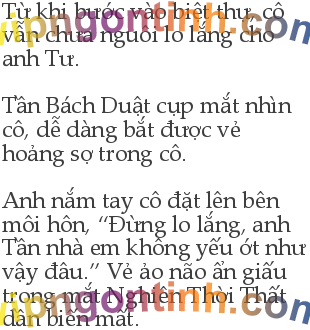 Từ khi bước vào biệt thự, cô
vẫn chưa nguôi lo lắng cho
anh Tư.
Tần Bách Duật cụp mắt nhìn
cô, dễ dàng bắt được vẻ
hoảng sợ trong cô.
Anh nắm tay cô đặt lên bên
môi hôn, “Đừng lo lắng, anh
Tần nhà em không yếu ớt như
vậy đâu.” Vẻ ảo não ẩn giấu
trong mắt Nghiên Thời Thất
dần biến mất.
vipngontinh.com
vipngontinh.com